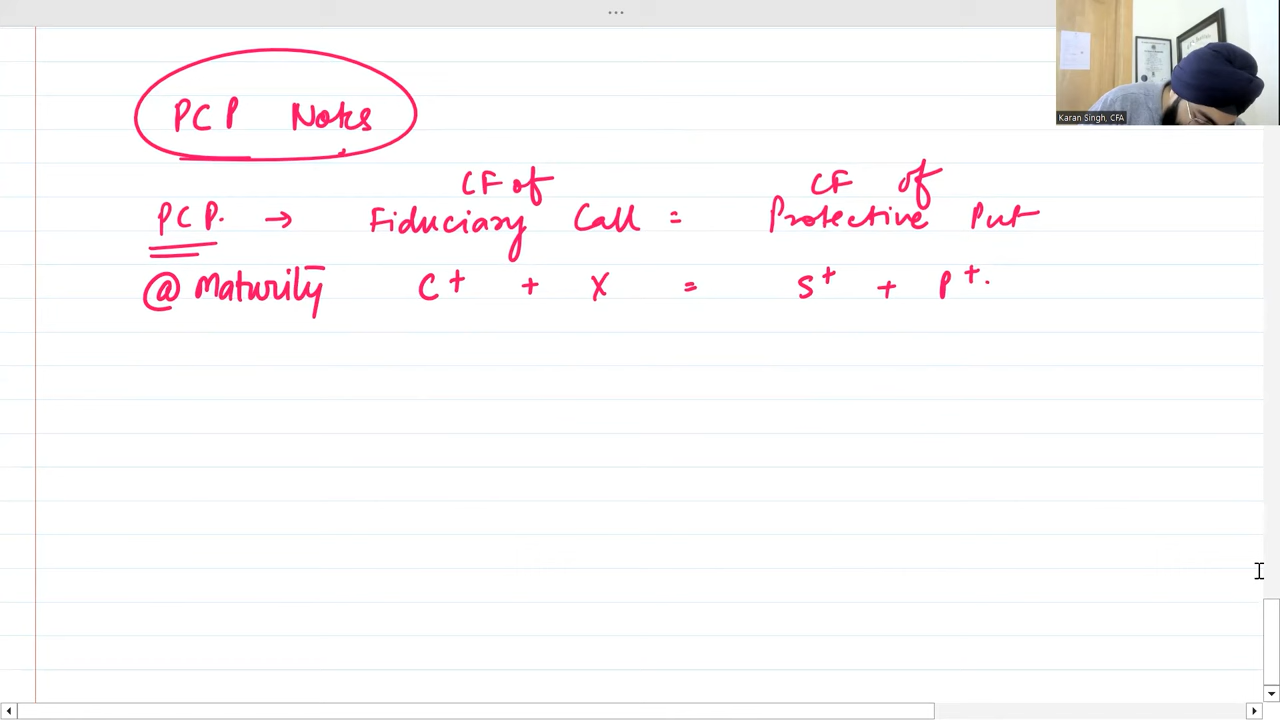 PCP Notes
CF of CF of
PCP. → Fiduciary Call = Protective Put
@ Maturity C+ + X = S+ + P+.
Karan Singh, CFA